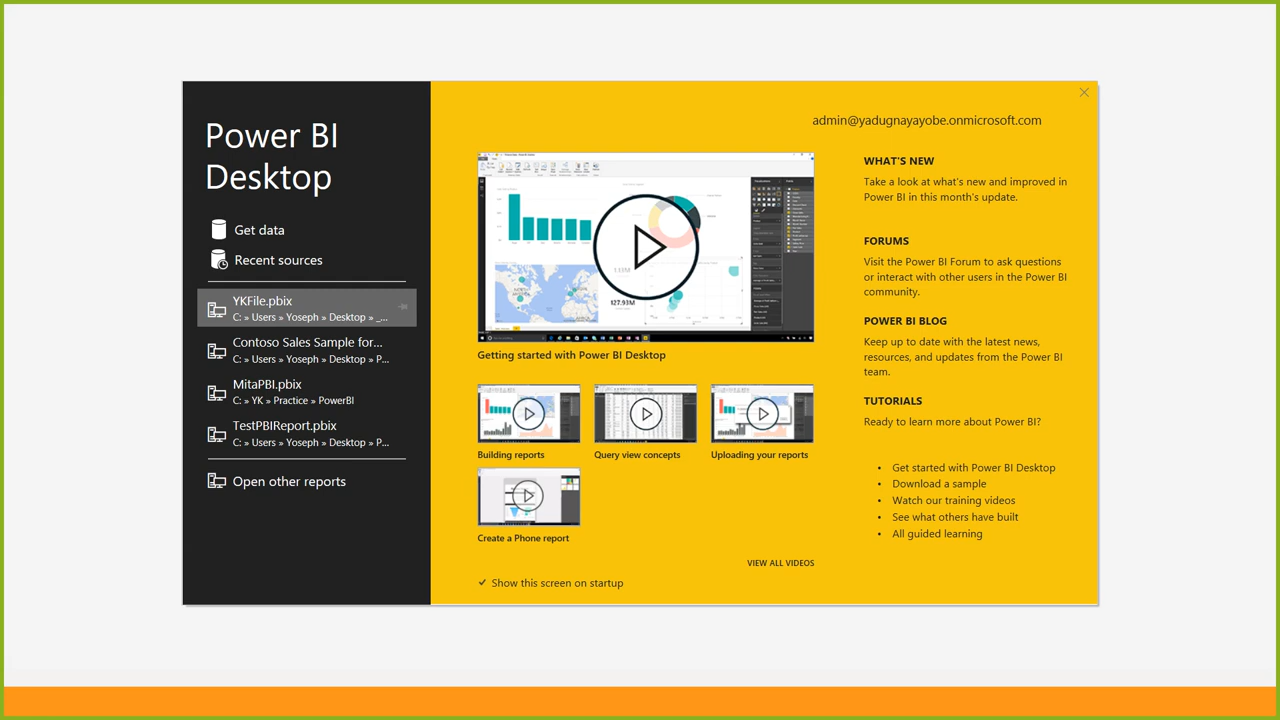 Power BI
Desktop
Get data
Recent sources
YKFile.pbix
C: » Users » Yoseph » Desktop » _...
Contoso Sales Sample for...
C: » Users » Yoseph » Desktop » P...
MitaPBI.pbix
C: » YK » Practice » PowerBI
TestPBIReport.pbix
C: » Users » Yoseph » Desktop » P...
Open other reports
admin@yadugnayayobe.onmicrosoft.com
127.93M
Getting started with Power BI Desktop
Building reports
Query view concepts
Uploading your reports
Create a Phone report
VIEW ALL VIDEOS
Show this screen on startup
WHAT'S NEW
Take a look at what's new and improved in
Power BI in this month's update.
FORUMS
Visit the Power BI Forum to ask questions
or interact with other users in the Power BI
community.
POWER BI BLOG
Keep up to date with the latest news,
resources, and updates from the Power BI
team.
TUTORIALS
Ready to learn more about Power BI?
• Get started with Power BI Desktop
• Download a sample
• Watch our training videos
• See what others have built
• All guided learning